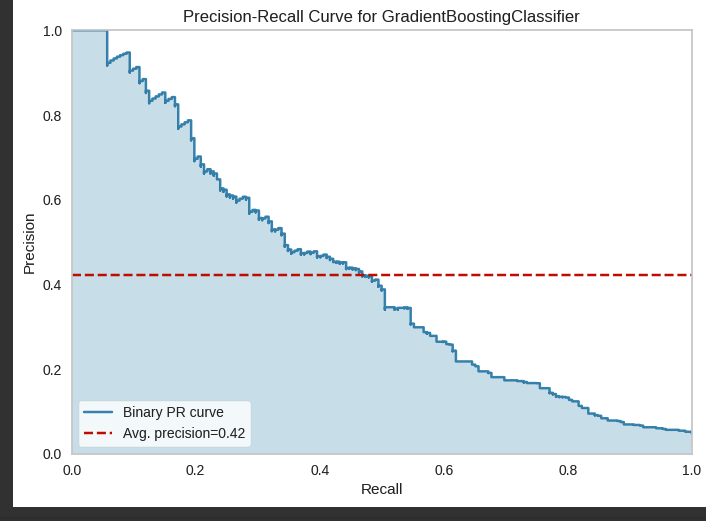 Precision-Recall Curve for GradientBoostingClassifier
1.0
0.8
0.6
0.4
0.2
0.0
Precision
Binary PR curve
Avg. precision=0.42
0.0 0.2 0.4 0.6 0.8 1.0
Recall